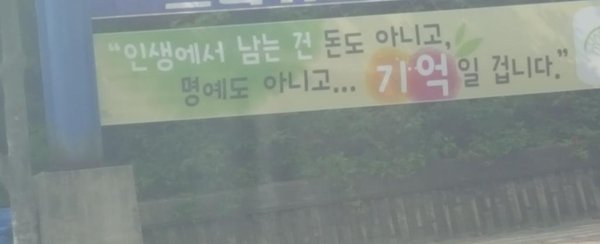 “인생에서 남는 건 돈도 아니고,
명예도 아니고... 기억일 겁니다.”